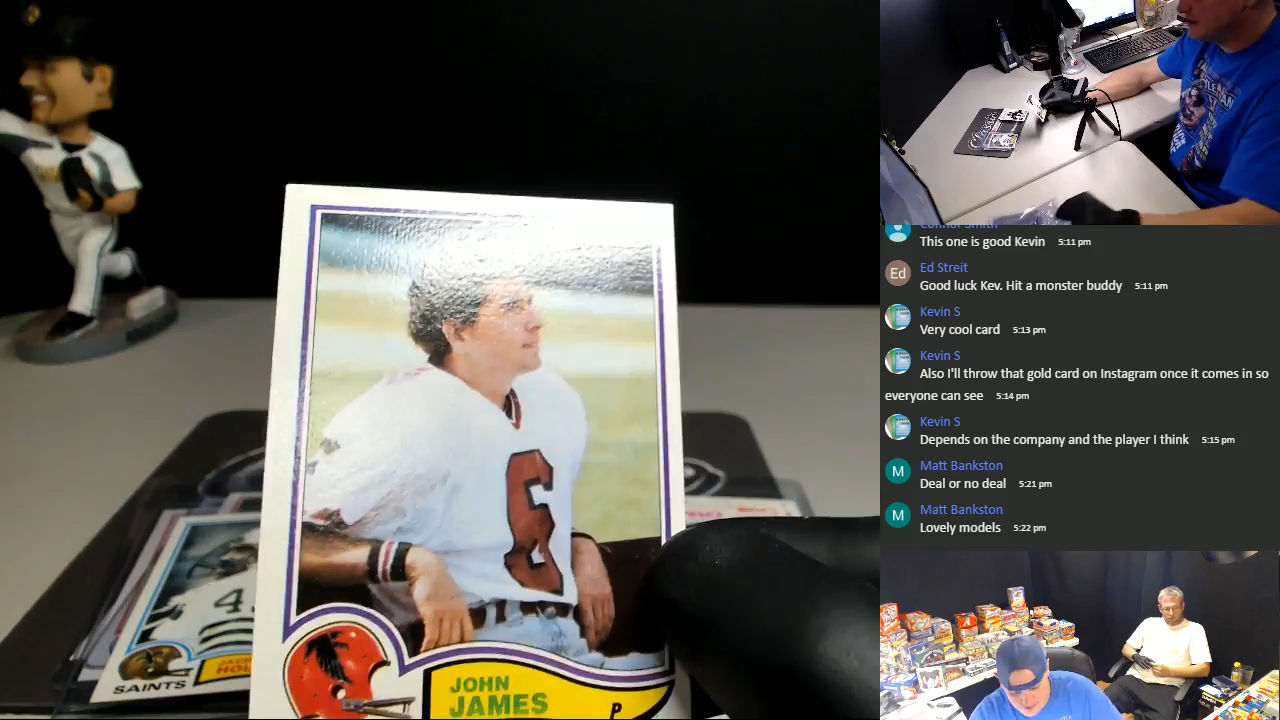 6
JOHN
JAMES
P
4
SAINTS
Connor Smith
This one is good Kevin 5:11 pm
Ed
Ed Streit
Good luck Kev. Hit a monster buddy 5:11 pm
Kevin S
Very cool card 5:13 pm
Kevin S
Also I'll throw that gold card on Instagram once it comes in so
everyone can see 5:14 pm
Kevin S
Depends on the company and the player I think 5:15 pm
M
Matt Bankston
Deal or no deal 5:21 pm
M
Matt Bankston
Lovely models 5:22 pm